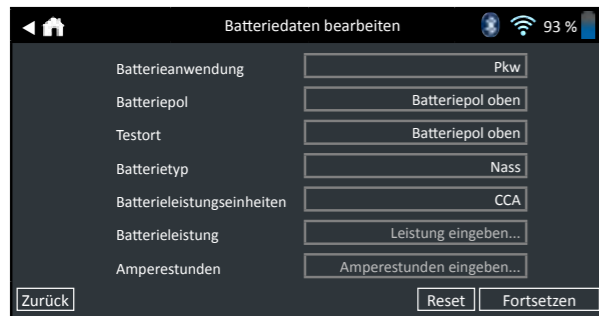 Batteriedaten bearbeiten 93 %
Batterieanwendung Pkw
Batteriepol Batteriepol oben
Testort Batteriepol oben
Batterietyp Nass
Batterieleistungseinheiten CCA
Batterieleistung Leistung eingeben...
Amperestunden Amperestunden eingeben...
Zurück Reset Fortsetzen